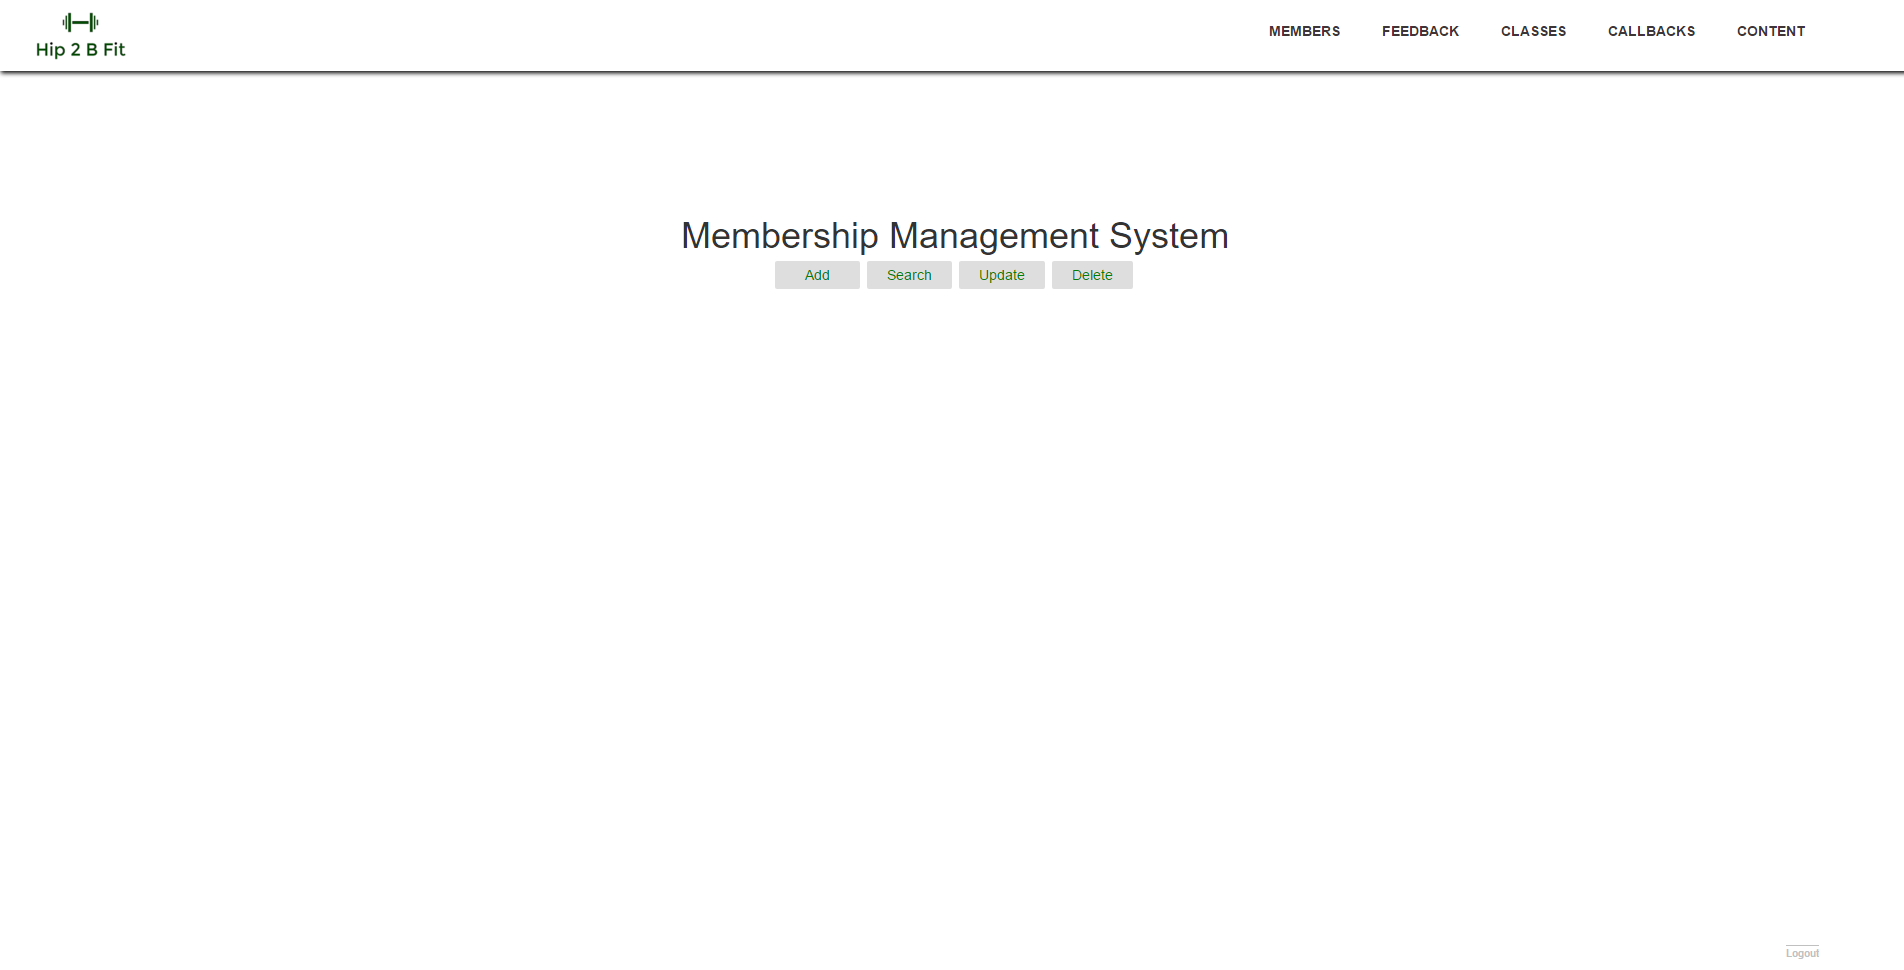 Hip 2 B Fit
MEMBERS FEEDBACK CLASSES CALLBACKS CONTENT
Membership Management System
Add Search Update Delete
Logout